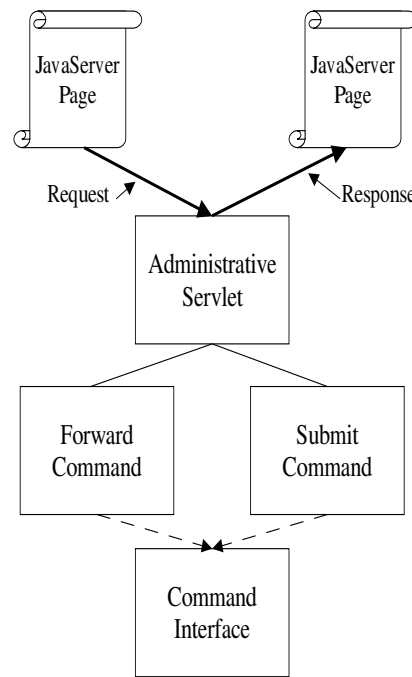 JavaServer
Page
JavaServer
Page
Request
Response
Administrative
Servlet
Forward
Command
Submit
Command
Command
Interface